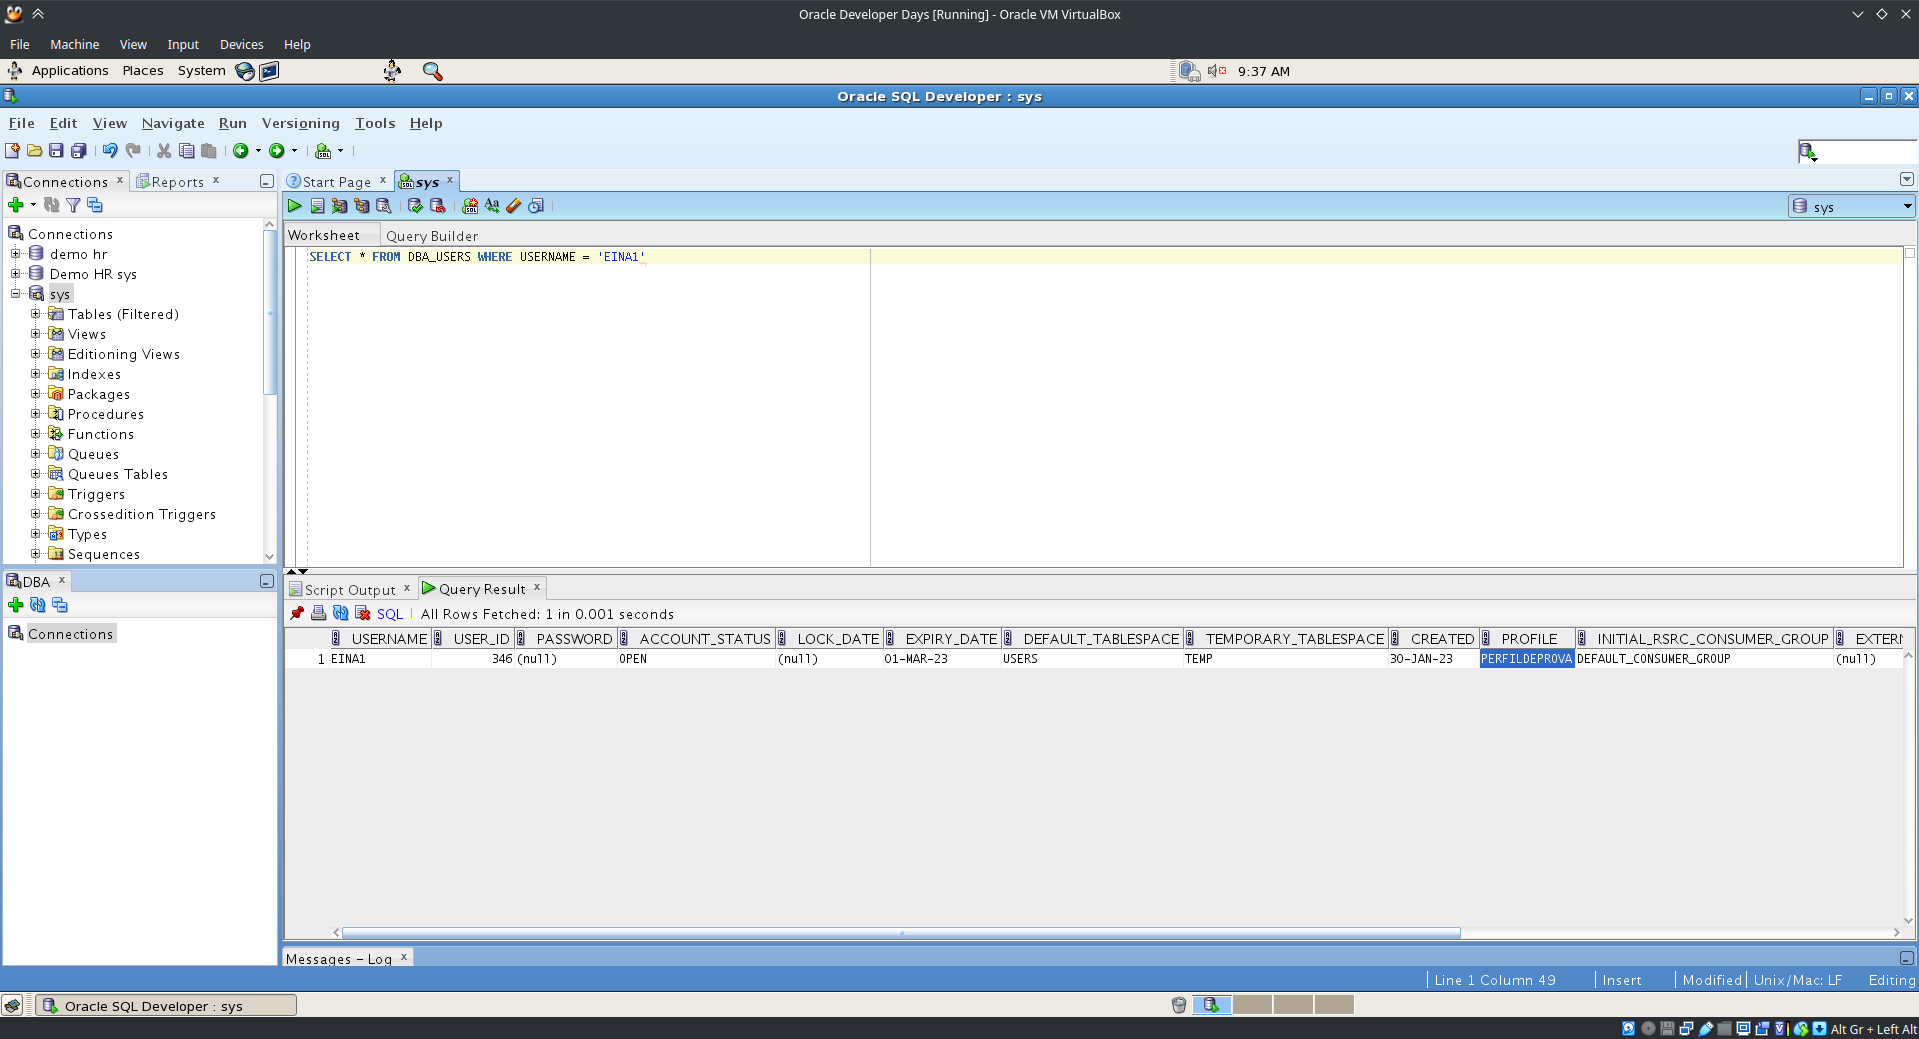 Oracle Developer Days [Running] - Oracle VM VirtualBox
File Machine View Input Devices Help
Applications Places System 9:37 AM
Oracle SQL Developer : sys
File Edit View Navigate Run Versioning Tools Help
Connections Reports Start Page sys
sys
Worksheet Query Builder
SELECT * FROM DBA_USERS WHERE USERNAME = 'EINA1'
Connections
demo hr
Demo HR sys
sys
Tables (Filtered)
Views
Editioning Views
Indexes
Packages
Procedures
Functions
Queues
Queues Tables
Triggers
Crossedition Triggers
Types
Sequences
DBA
Connections
Script Output Query Result
SQL All Rows Fetched: 1 in 0.001 seconds
USERNAME USER_ID PASSWORD ACCOUNT_STATUS LOCK_DATE EXPIRY_DATE DEFAULT_TABLESPACE TEMPORARY_TABLESPACE CREATED PROFILE INITIAL_RSRC_CONSUMER_GROUP EXTERN
1 EINA1 346 (null) OPEN (null) 01-MAR-23 USERS TEMP 30-JAN-23 PERFILDEPROVA DEFAULT_CONSUMER_GROUP (null)
Messages - Log
Line 1 Column 49 Insert Modified Unix/Mac: LF Editing
Oracle SQL Developer : sys
Alt Gr + Left Alt